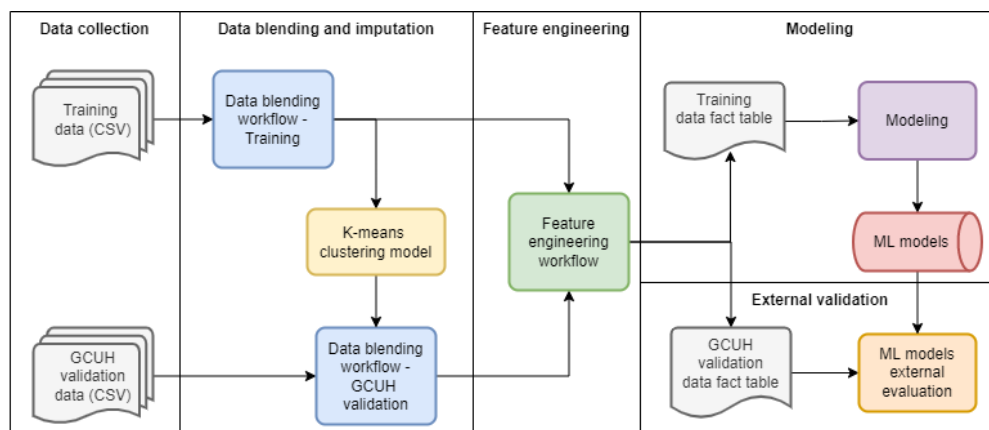 Data collection
Data blending and imputation
Feature engineering
Modeling
Training
data (CSV)
Data blending
workflow -
Training
K-means
clustering model
GCUH
validation
data (CSV)
Data blending
workflow -
GCUH
validation
Feature
engineering
workflow
Training
data fact table
Modeling
ML models
External validation
GCUH
validation
data fact table
ML models
external
evaluation